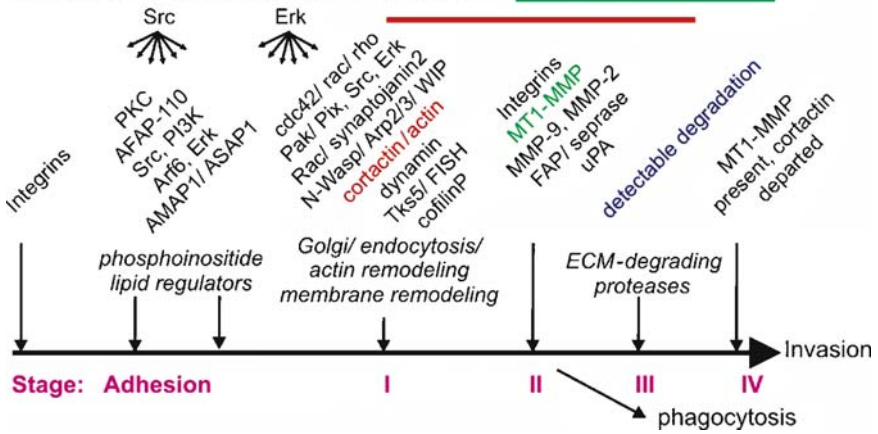 Src
Erk
Integrins
PKC
AFAP-110
Src, PI3K
Arf6, Erk
AMAP1/ ASAP1
cdc42/ rac/ rho
Pak/ Pix, Src, Erk
Rac/ synaptojanin2
N-Wasp/ Arp2/3/ WIP
cortactin/actin
dynamin
Tks5/ FISH
cofilinP
Integrins
MT1-MMP
MMP-9, MMP-2
FAP/ seprase
uPA
detectable degradation
MT1-MMP
present, cortactin
departed
phosphoinositide
lipid regulators
Golgi/ endocytosis/
actin remodeling
membrane remodeling
ECM-degrading
proteases
Invasion
Stage: Adhesion I II III IV
phagocytosis